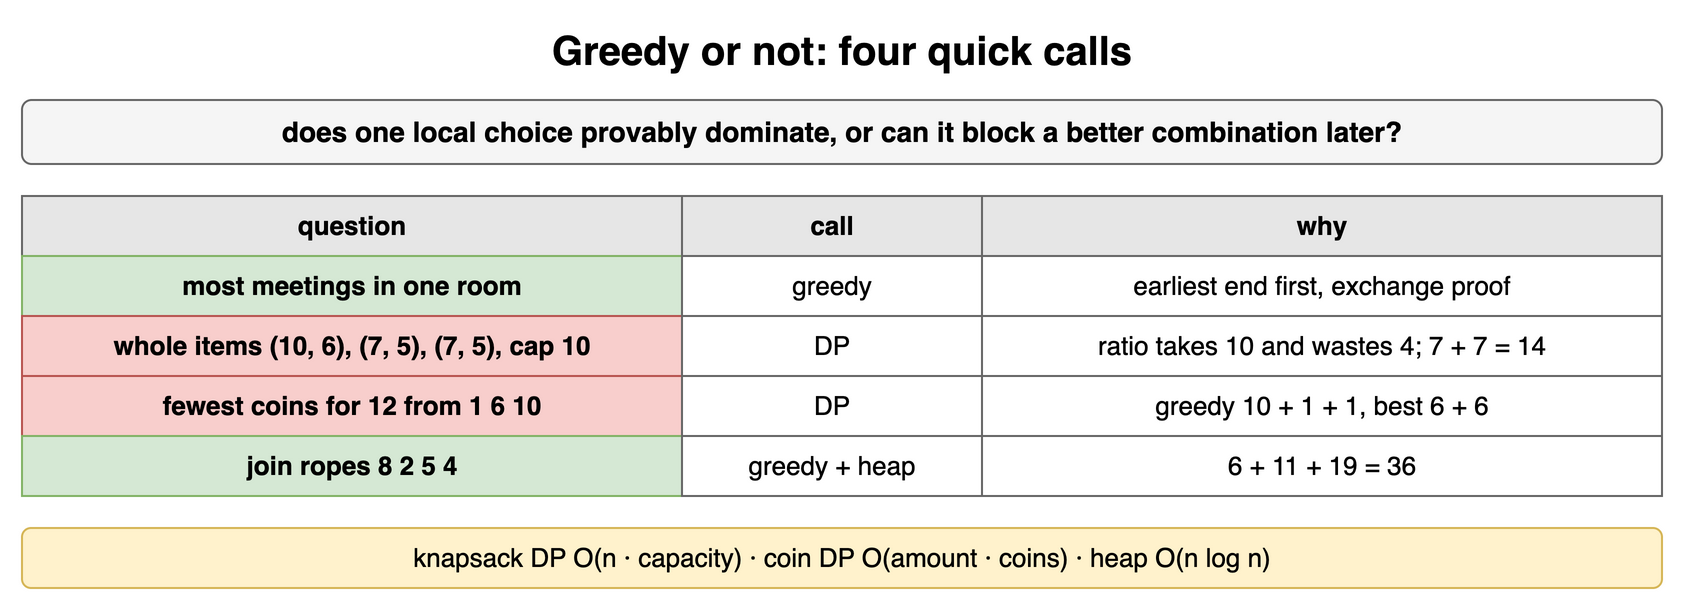 Greedy or not: four quick calls
does one local choice provably dominate, or can it block a better combination later?
question call why
most meetings in one room greedy earliest end first, exchange proof
whole items (10, 6), (7, 5), (7, 5), cap 10 DP ratio takes 10 and wastes 4; 7 + 7 = 14
fewest coins for 12 from 1 6 10 DP greedy 10 + 1 + 1, best 6 + 6
join ropes 8 2 5 4 greedy + heap 6 + 11 + 19 = 36
knapsack DP O(n · capacity) · coin DP O(amount · coins) · heap O(n log n)